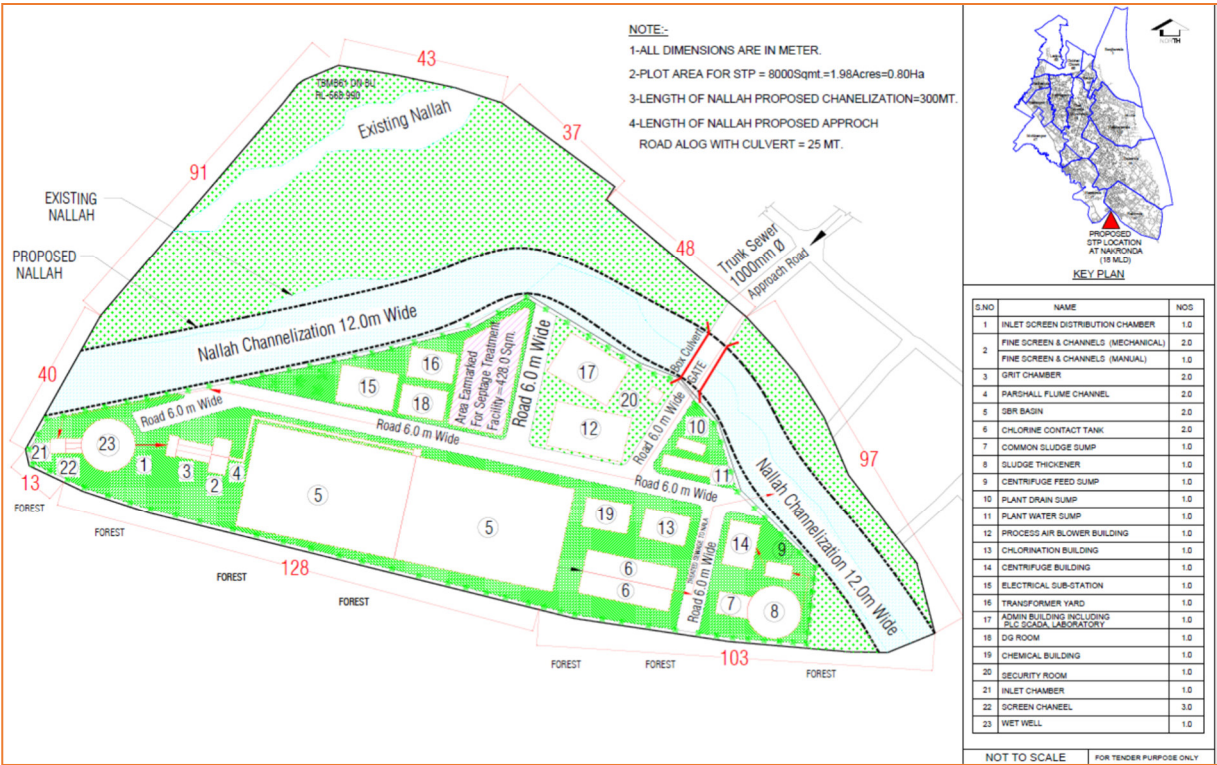 NOTE:-
1-ALL DIMENSIONS ARE IN METER.
2-PLOT AREA FOR STP = 8000Sqmt.=1.98Acres=0.80Ha
3-LENGTH OF NALLAH PROPOSED CHANELIZATION=300MT.
4-LENGTH OF NALLAH PROPOSED APPROCH
ROAD ALOG WITH CULVERT = 25 MT.
43
37
91
48
40
13
128
103
97
Existing Nallah
EXISTING
NALLAH
PROPOSED
NALLAH
Nallah Channelization 12.0m Wide
Trunk Sewer
1000mm Ø
Approach Road
Box Culvert
GATE
Area Earmarked
For Septage Treatment
Facility =428.0 Sqm.
Road 6.0 m Wide
Road 6.0 m Wide
Road 6.0 m Wide
Road 6.0 m Wide
Road 6.0 m Wide
Road 6.0 m Wide
Nallah Channelization 12.0m Wide
15
16
18
17
12
20
10
11
21
22
23
1
3
2
4
5
5
19
13
6
6
14
9
7
8
FOREST
FOREST
FOREST
FOREST
FOREST
FOREST
FOREST
NORTH
PROPOSED
STP LOCATION
AT NAKRONDA
(18 MLD)
KEY PLAN
S.NO NAME NOS
1 INLET SCREEN DISTRIBUTION CHAMBER 1.0
2 FINE SCREEN & CHANNELS (MECHANICAL) 2.0
FINE SCREEN & CHANNELS (MANUAL) 1.0
3 GRIT CHAMBER 2.0
4 PARSHALL FLUME CHANNEL 2.0
5 SBR BASIN 2.0
6 CHLORINE CONTACT TANK 2.0
7 COMMON SLUDGE SUMP 1.0
8 SLUDGE THICKENER 1.0
9 CENTRIFUGE FEED SUMP 1.0
10 PLANT DRAIN SUMP 1.0
11 PLANT WATER SUMP 1.0
12 PROCESS AIR BLOWER BUILDING 1.0
13 CHLORINATION BUILDING 1.0
14 CENTRIFUGE BUILDING 1.0
15 ELECTRICAL SUB-STATION 1.0
16 TRANSFORMER YARD 1.0
17 ADMIN BUILDING INCLUDING
PLC SCADA, LABORATORY 1.0
18 DG ROOM 1.0
19 CHEMICAL BUILDING 1.0
20 SECURITY ROOM 1.0
21 INLET CHAMBER 1.0
22 SCREEN CHANEEL 3.0
23 WET WELL 1.0
NOT TO SCALE
FOR TENDER PURPOSE ONLY